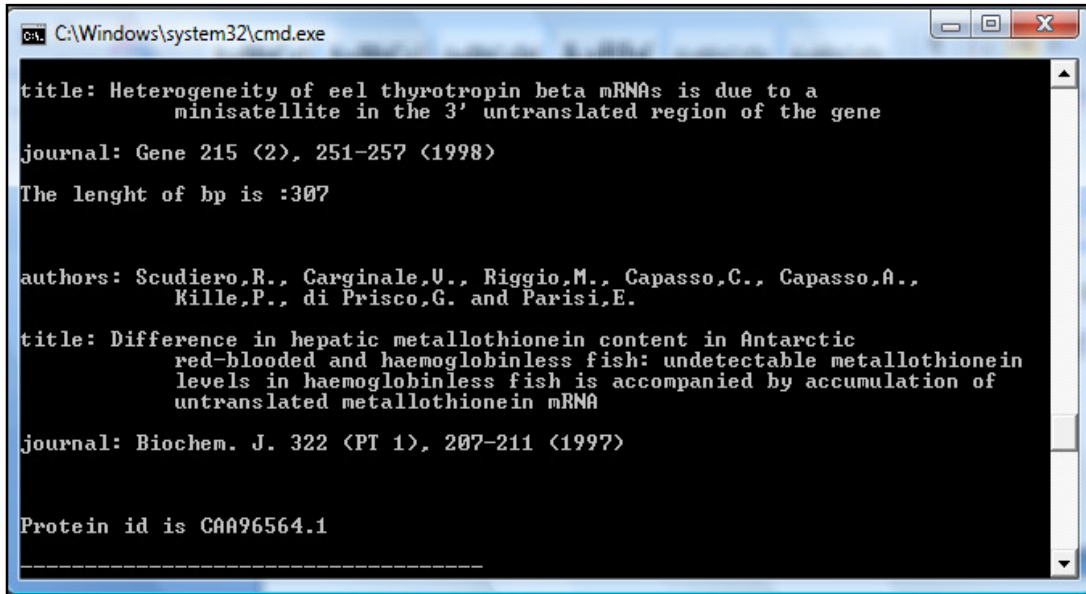 C:\Windows\system32\cmd.exe
title: Heterogeneity of eel thyrotropin beta mRNAs is due to a
minisatellite in the 3' untranslated region of the gene
journal: Gene 215 (2), 251-257 (1998)
The lenght of bp is :307
authors: Scudiero,R., Carginale,V., Riggio,M., Capasso,C., Capasso,A.,
Kille,P., di Prisco,G. and Parisi,E.
title: Difference in hepatic metallothionein content in Antarctic
red-blooded and haemoglobinless fish: undetectable metallothionein
levels in haemoglobinless fish is accompanied by accumulation of
untranslated metallothionein mRNA
journal: Biochem. J. 322 (PT 1), 207-211 (1997)
Protein id is CAA96564.1
-----------------------------------